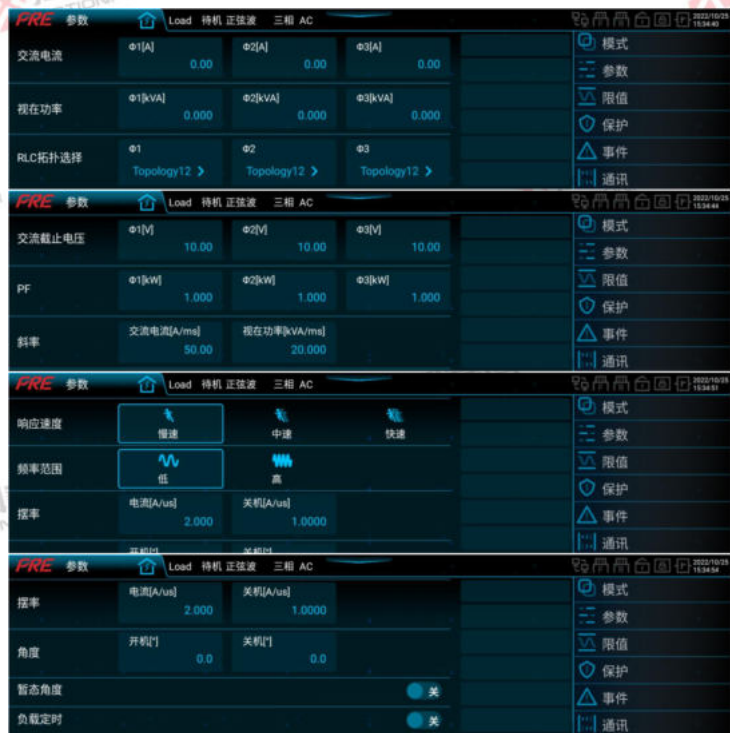 PRE 参数 Load 待机 正弦波 三相 AC 2022/10/25
15:34:40
交流电流 Φ1[A] Φ2[A] Φ3[A] 模式
0.00 0.00 0.00 参数
视在功率 Φ1[kVA] Φ2[kVA] Φ3[kVA] 限值
0.000 0.000 0.000 保护
RLC拓扑选择 Φ1 Φ2 Φ3 事件
Topology12 > Topology12 > Topology12 > 通讯
PRE 参数 Load 待机 正弦波 三相 AC 2022/10/25
15:34:44
交流截止电压 Φ1[V] Φ2[V] Φ3[V] 模式
10.00 10.00 10.00 参数
PF Φ1[kW] Φ2[kW] Φ3[kW] 限值
1.000 1.000 1.000 保护
斜率 交流电流[A/ms] 视在功率[kVA/ms] 事件
50.00 20.000 通讯
PRE 参数 Load 待机 正弦波 三相 AC 2022/10/25
15:34:51
响应速度 慢速 中速 快速 模式
参数
频率范围 低 高 限值
保护
摆率 电流[A/us] 关机[A/us] 事件
2.000 1.0000 通讯
开机[°] 关机[°]
PRE 参数 Load 待机 正弦波 三相 AC 2022/10/25
15:34:54
摆率 电流[A/us] 关机[A/us] 模式
2.000 1.0000 参数
角度 开机[°] 关机[°] 限值
0.0 0.0 保护
暂态角度 关 事件
负载定时 关 通讯